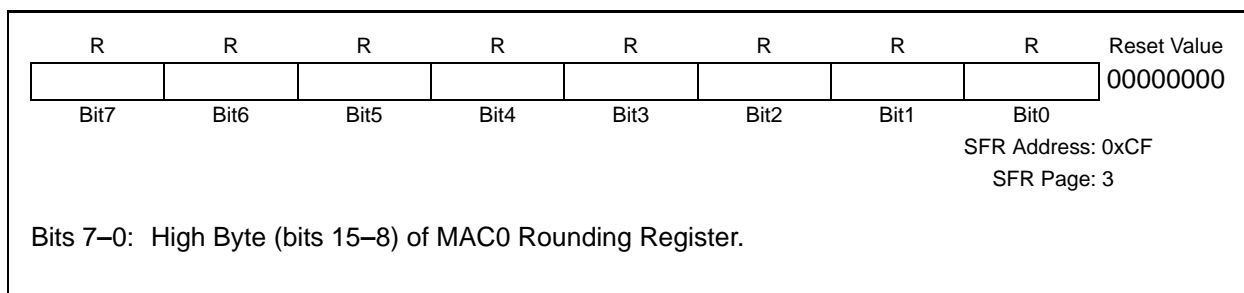 R R R R R R R R Reset Value
00000000
Bit7 Bit6 Bit5 Bit4 Bit3 Bit2 Bit1 Bit0
SFR Address: 0xCF
SFR Page: 3
Bits 7–0: High Byte (bits 15–8) of MAC0 Rounding Register.